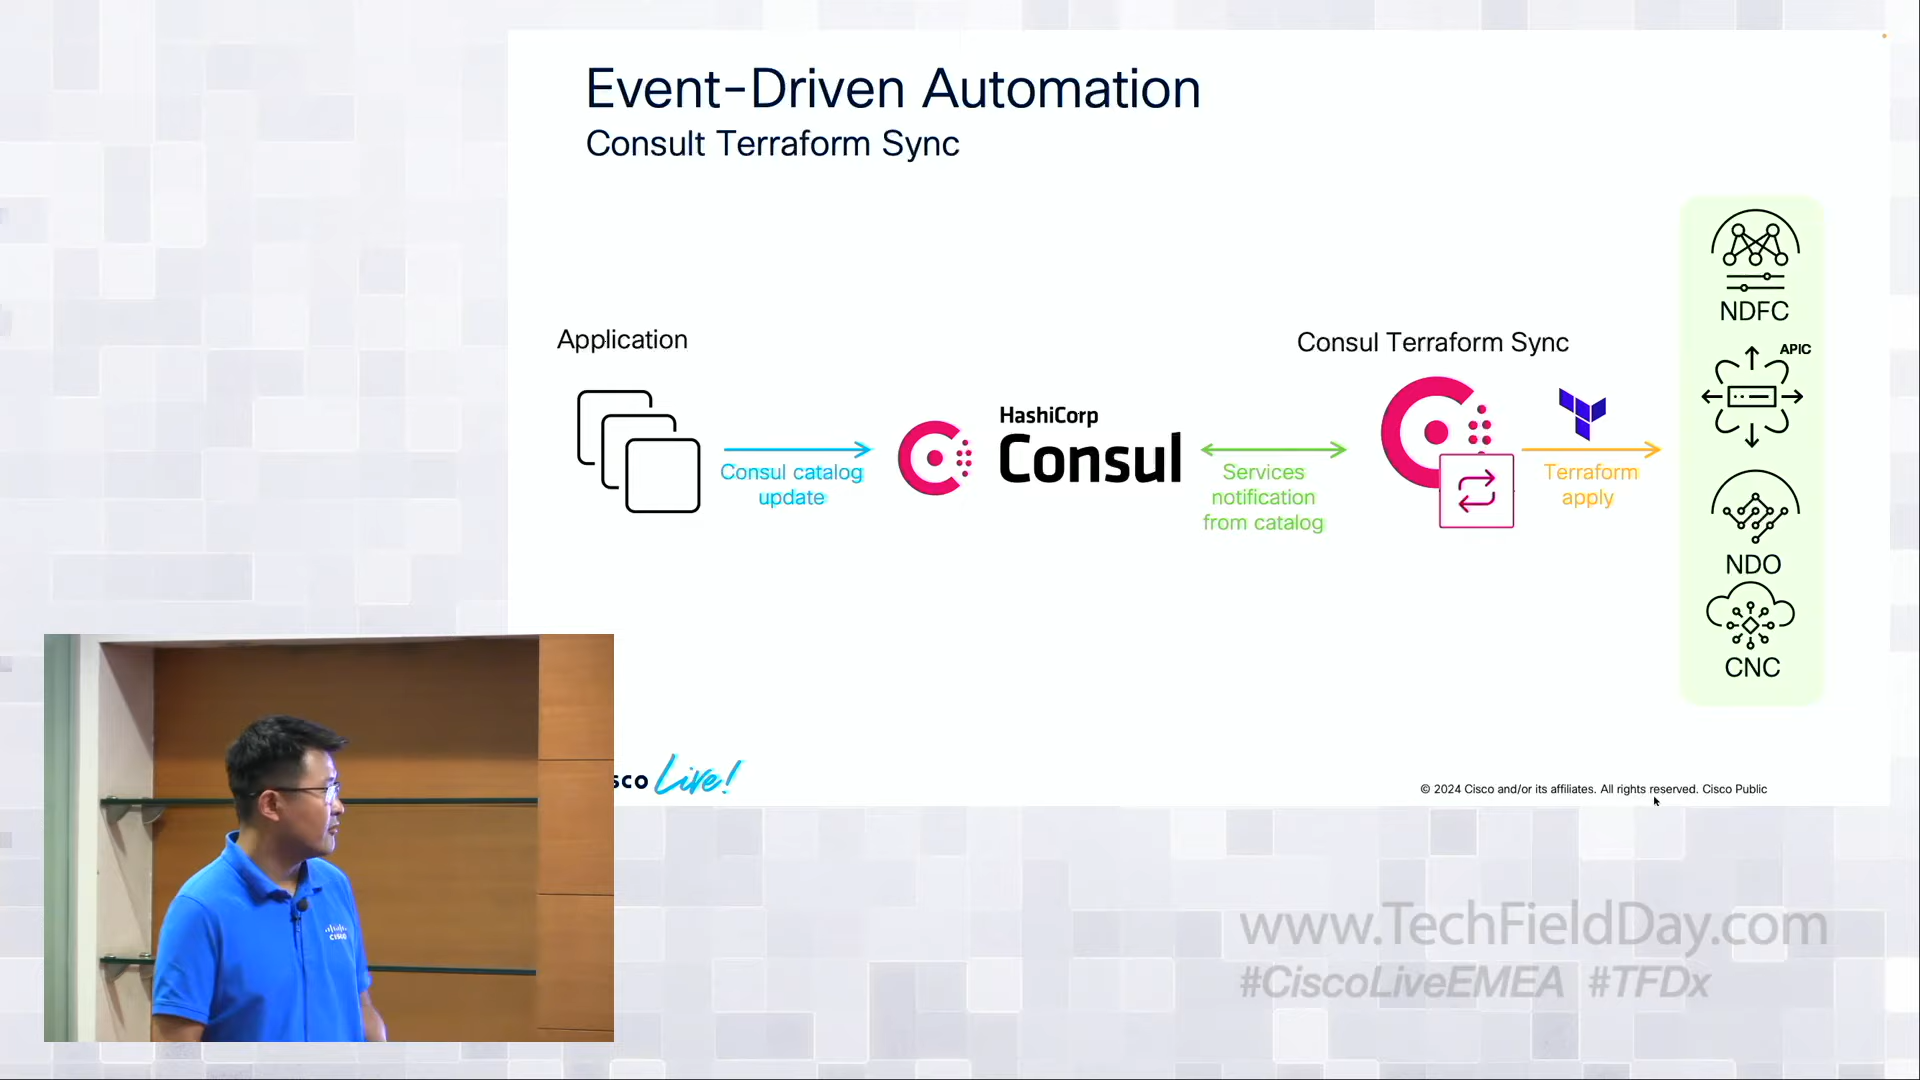 Event-Driven Automation
Consult Terraform Sync
Application
Consul catalog
update
HashiCorp
Consul
Services
notification
from catalog
Consul Terraform Sync
Terraform
apply
NDFC
APIC
NDO
CNC
sco Live!
© 2024 Cisco and/or its affiliates. All rights reserved. Cisco Public
CISCO
www.TechFieldDay.com
#CiscoLiveEMEA #TFDx